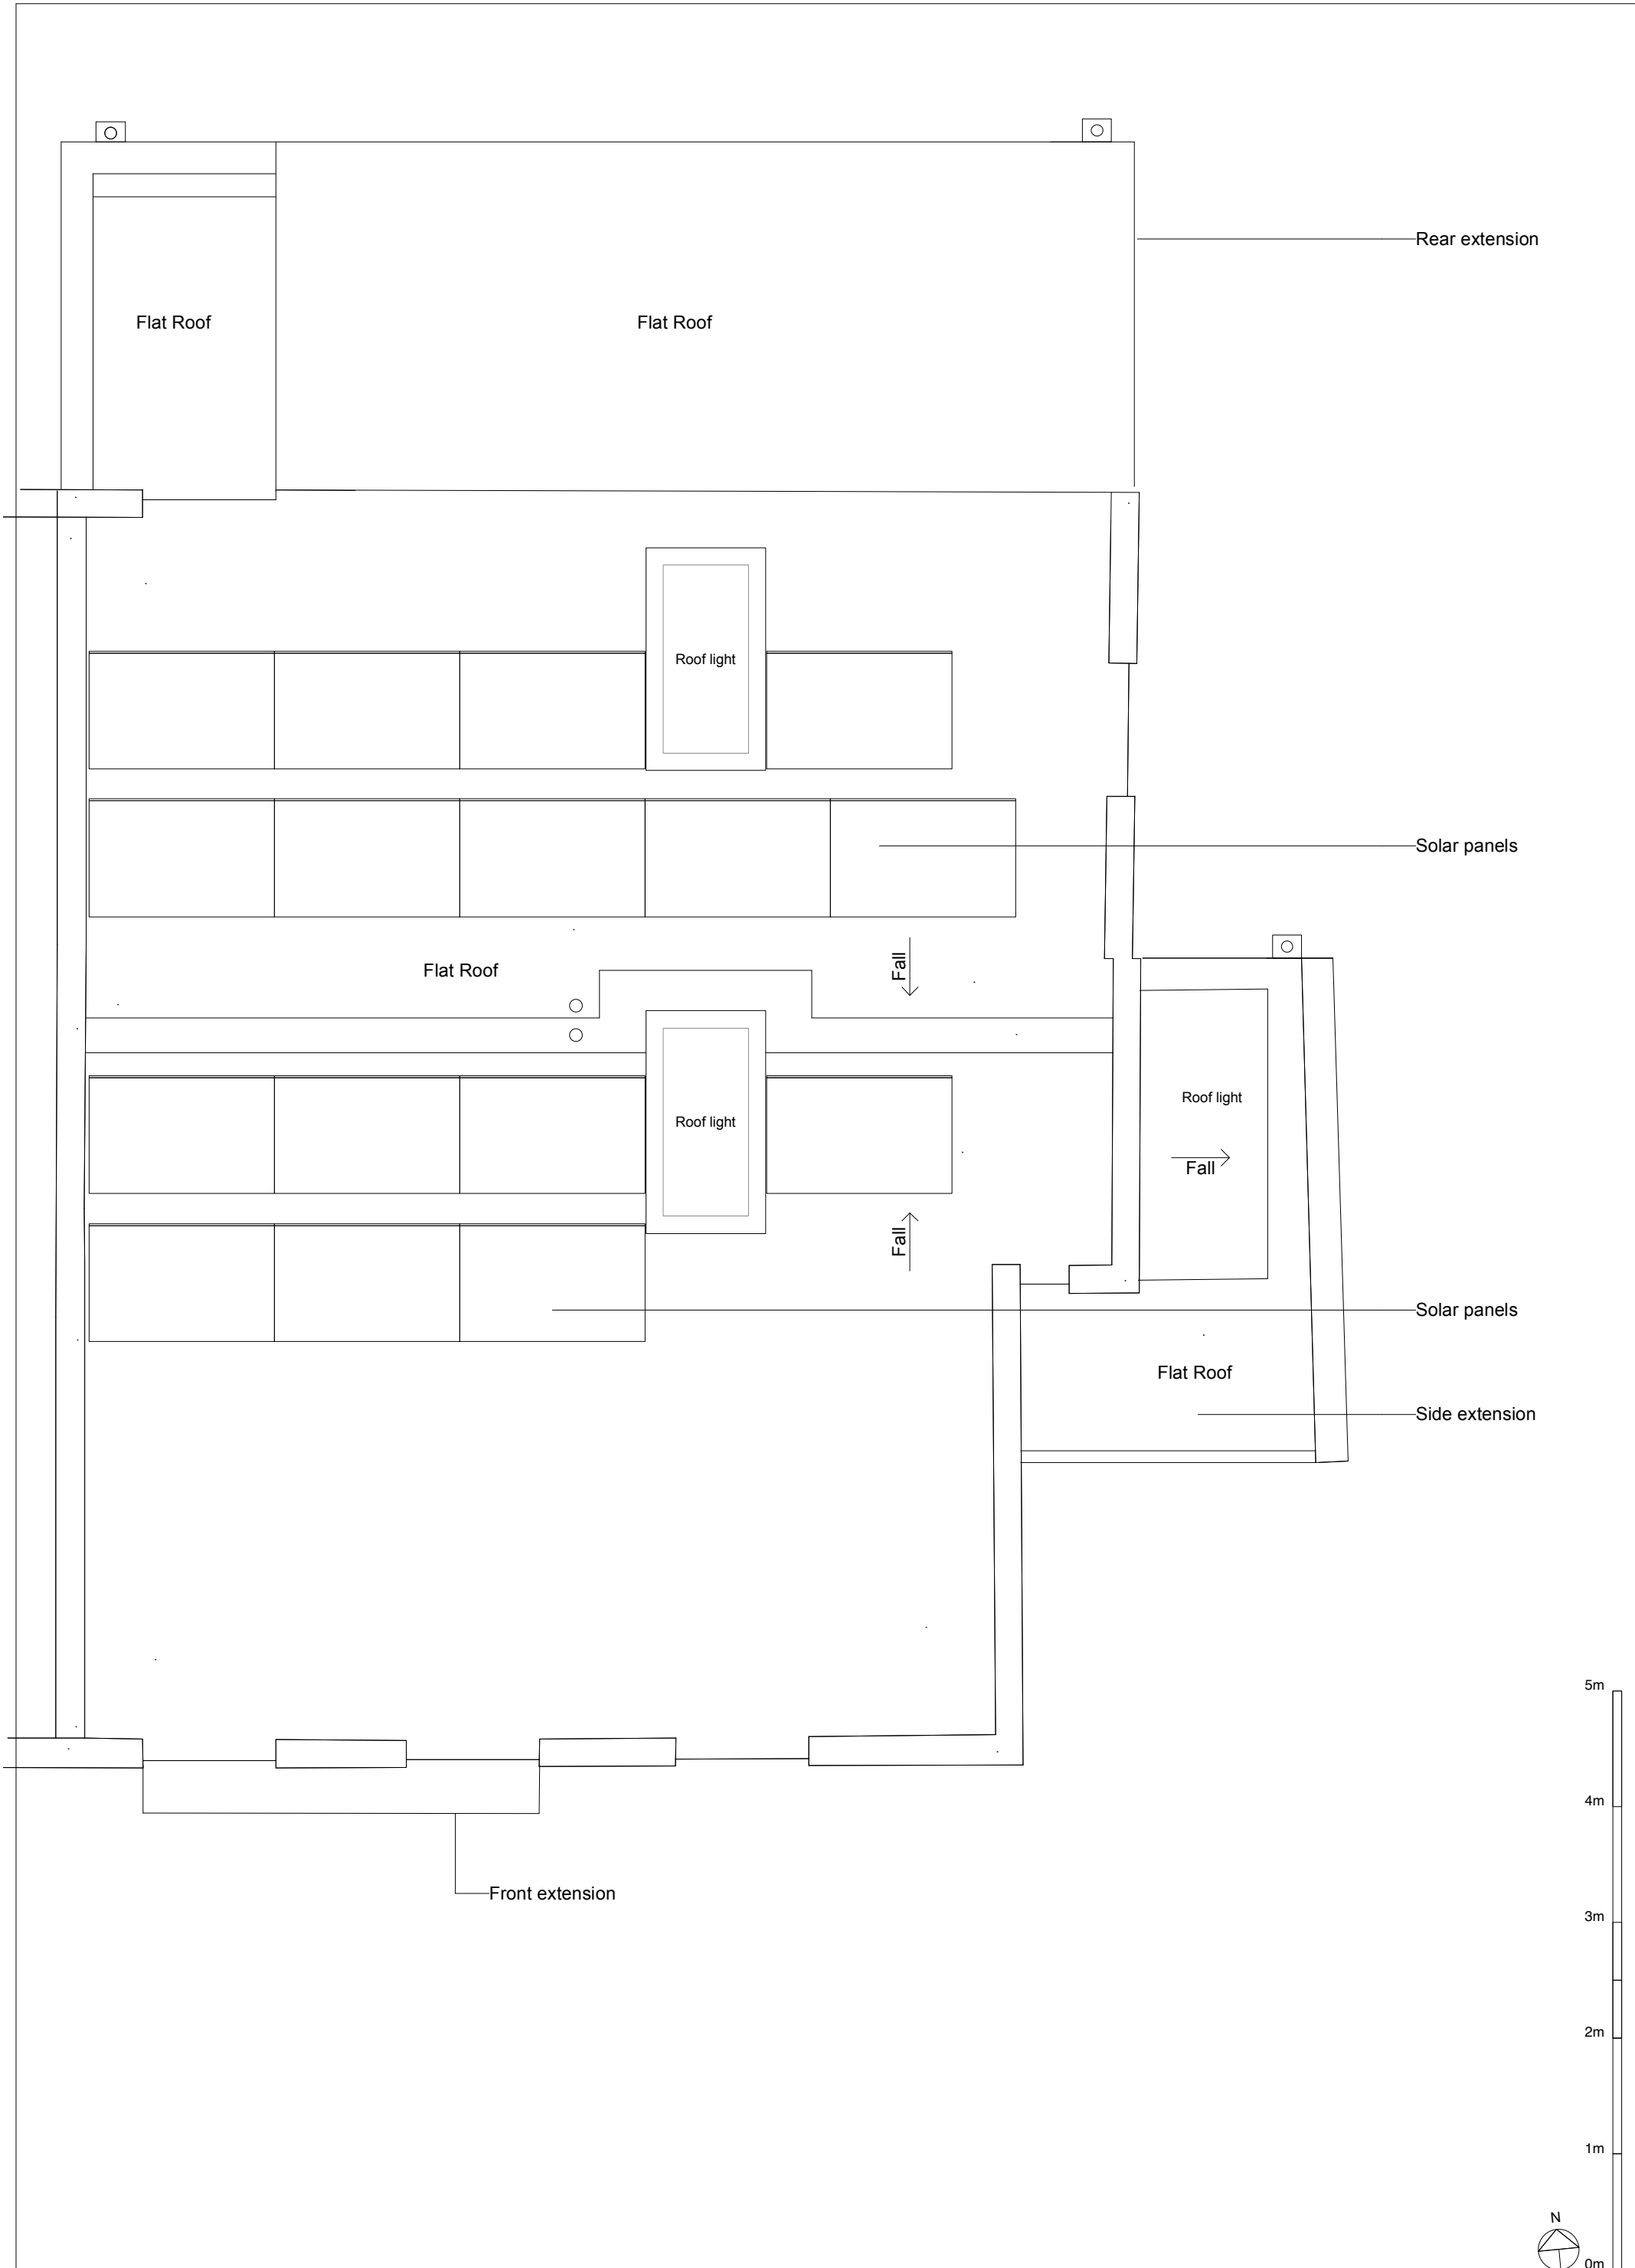 Rear extension
Flat Roof
Flat Roof
Roof light
Solar panels
Fall
Flat Roof
Roof light
Roof light
Fall
Fall
Solar panels
Flat Roof
Side extension
5m
4m
Front extension
3m
2m
1m
N
0m